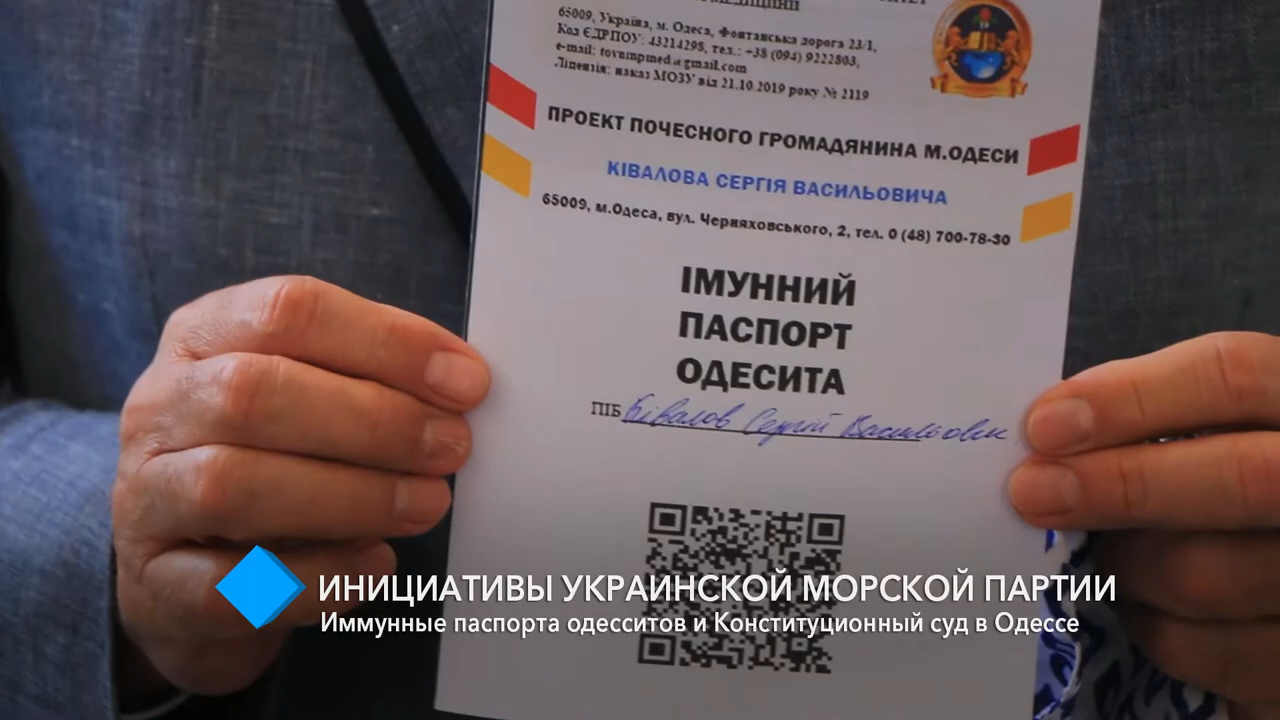 МЕДИЦИНИ
65009, Україна, м. Одеса, Фонтанська дорога 23/1,
Код ЄДРПОУ: 43214298, тел.: +38 (094) 9222803,
e-mail: tovnmpmed@gmail.com
Ліцензія: наказ МОЗУ від 21.10.2019 року № 2119
ПРОЕКТ ПОЧЕСНОГО ГРОМАДЯНИНА М.ОДЕСИ
КІВАЛОВА СЕРГІЯ ВАСИЛЬОВИЧА
65009, м.Одеса, вул. Черняховського, 2, тел. 0 (48) 700-78-30
ІМУННИЙ
ПАСПОРТ
ОДЕСИТА
ПІБ Ківалов Сергій Васильович
ИНИЦИАТИВЫ УКРАИНСКОЙ МОРСКОЙ ПАРТИИ
Иммунные паспорта одесситов и Конституционный суд в Одессе